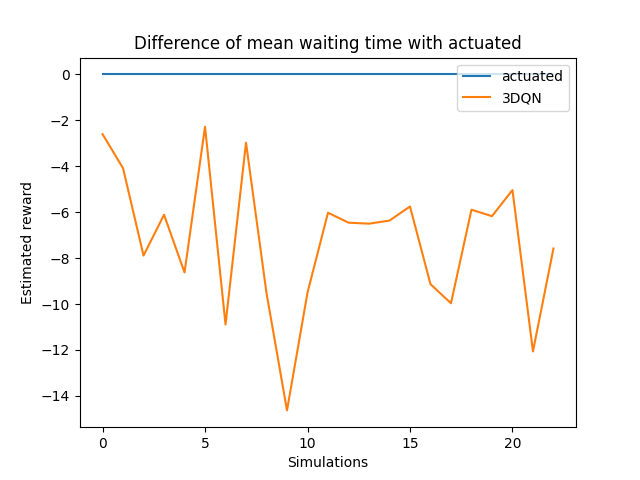 Difference of mean waiting time with actuated
actuated
3DQN
Estimated reward
0
−2
−4
−6
−8
−10
−12
−14
0
5
10
15
20
Simulations